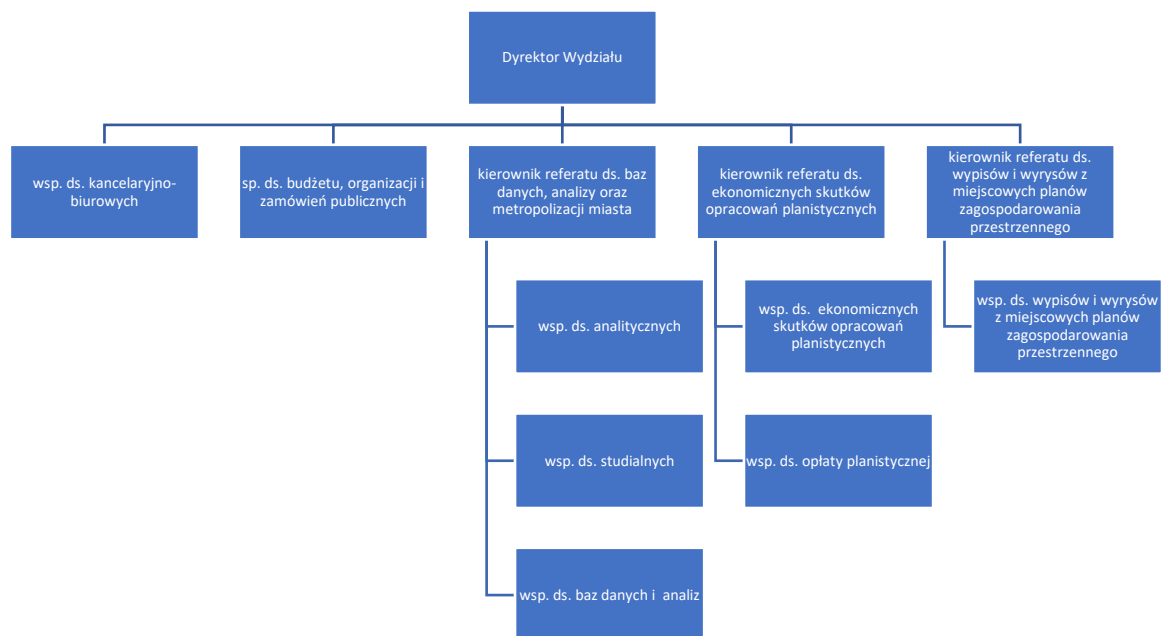 Dyrektor Wydziału
wsp. ds. kancelaryjno-
biurowych
sp. ds. budżetu, organizacji i
zamówień publicznych
kierownik referatu ds. baz
danych, analizy oraz
metropolizacji miasta
kierownik referatu ds.
ekonomicznych skutków
opracowań planistycznych
kierownik referatu ds.
wypisów i wyrysów z
miejscowych planów
zagospodarowania
przestrzennego
wsp. ds. analitycznych
wsp. ds.  ekonomicznych
skutków opracowań
planistycznych
wsp. ds. wypisów i wyrysów
z miejscowych planów
zagospodarowania
przestrzennego
wsp. ds. studialnych
wsp. ds. opłaty planistycznej
wsp. ds. baz danych i  analiz